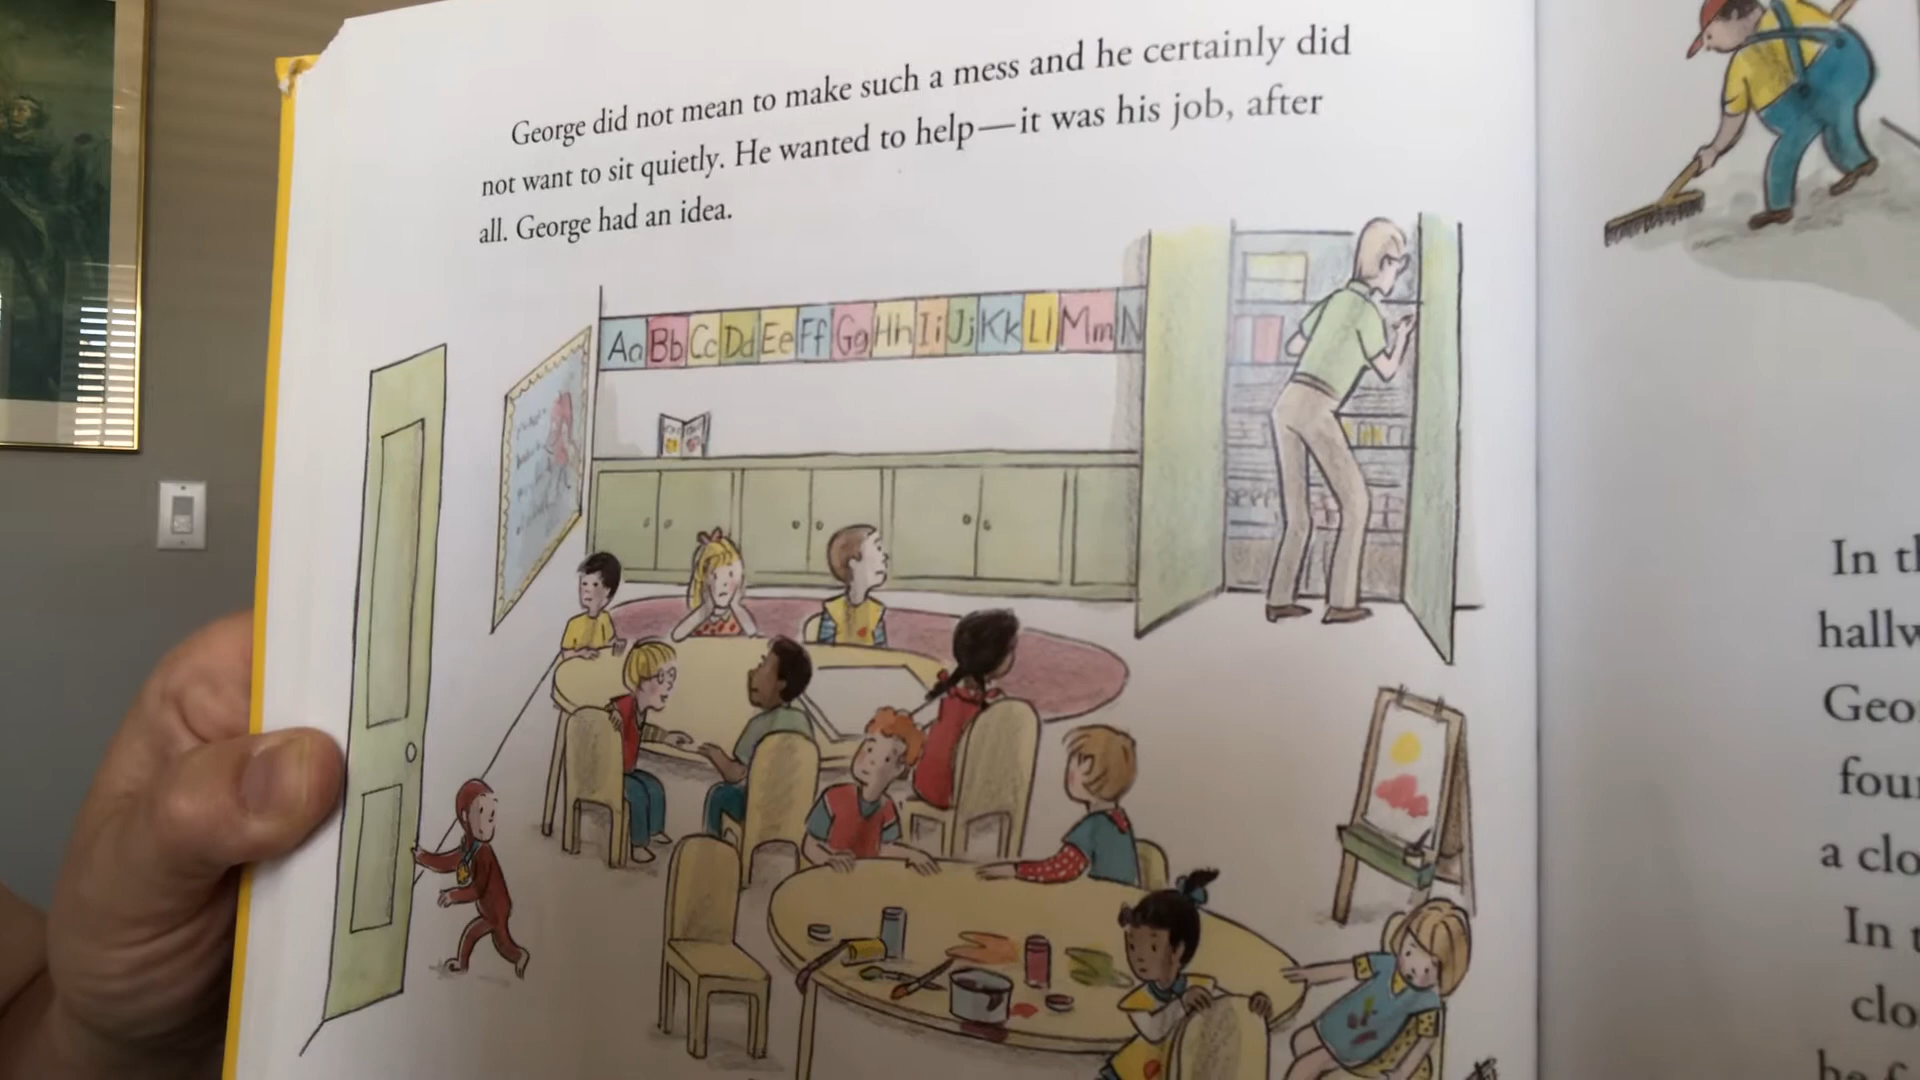 George did not mean to make such a mess and he certainly did
not want to sit quietly. He wanted to help—it was his job, after
all. George had an idea.
Aa Bb Cc Dd Ee Ff Gg Hh Ii Jj Kk Ll Mm N
In
hallw
Geo
four
a clo
In
clo
he